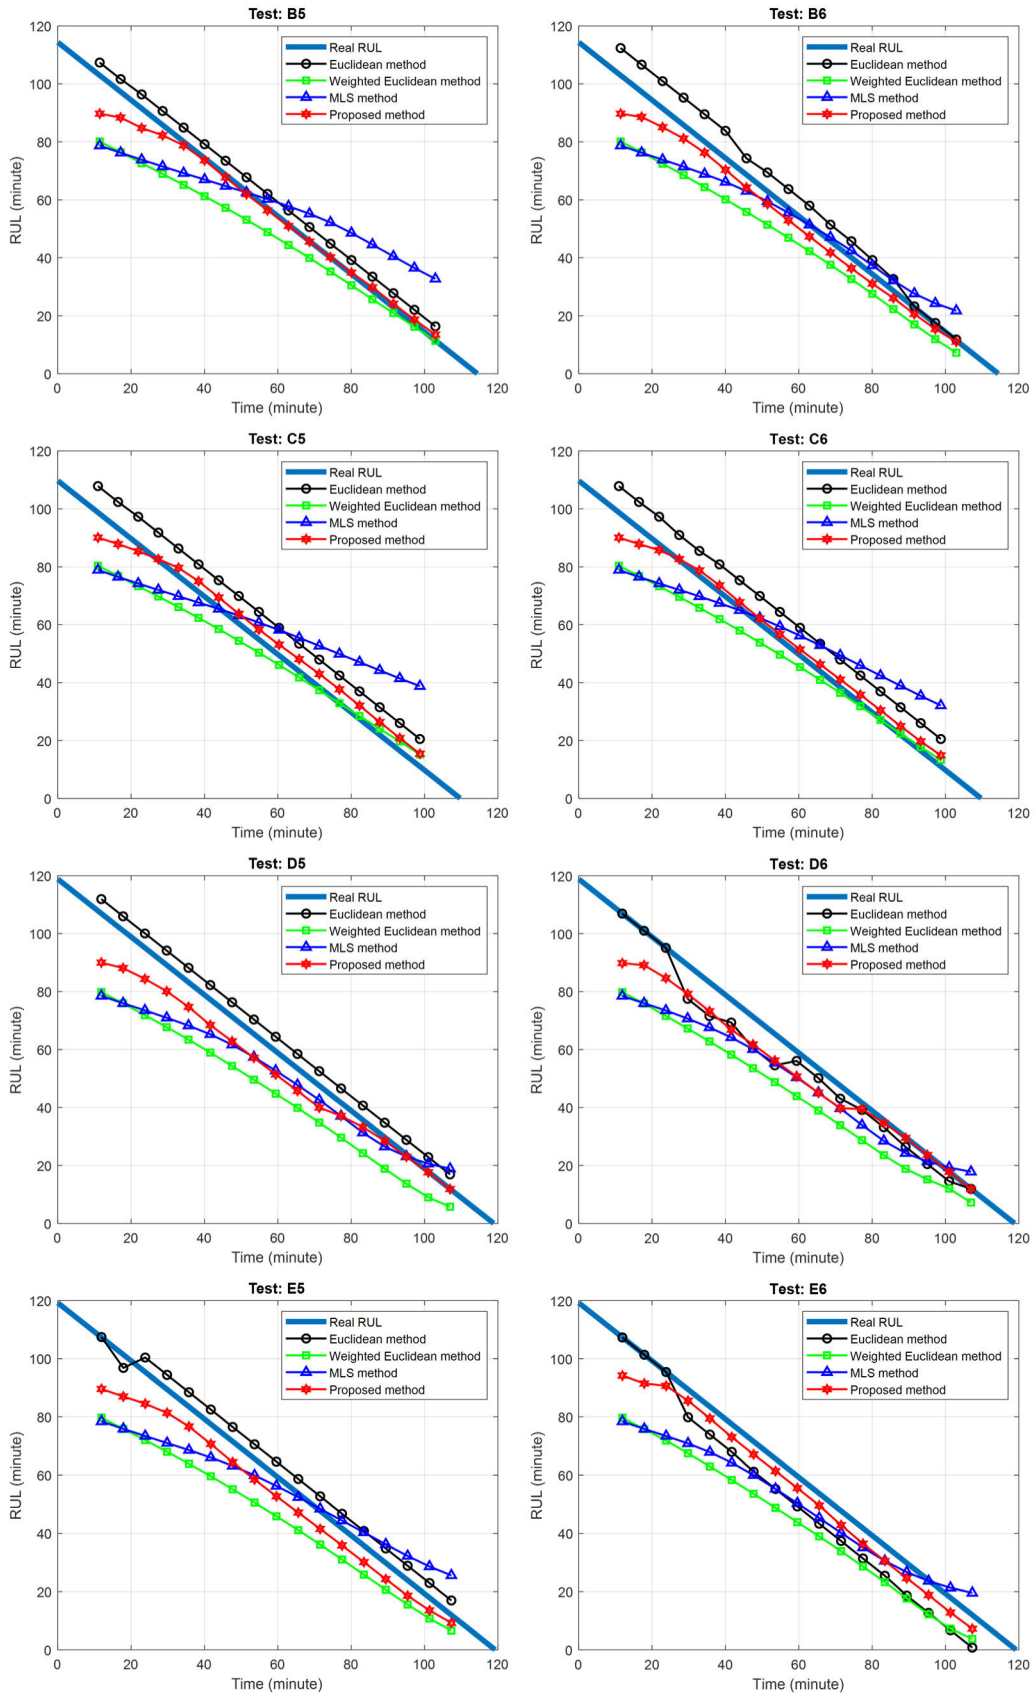 Test: B5
120
100
80
60
40
20
0
RUL (minute)
Real RUL
Euclidean method
Weighted Euclidean method
MLS method
Proposed method
0 20 40 60 80 100 120
Time (minute)
Test: B6
120
100
80
60
40
20
0
RUL (minute)
Real RUL
Euclidean method
Weighted Euclidean method
MLS method
Proposed method
0 20 40 60 80 100 120
Time (minute)
Test: C5
120
100
80
60
40
20
0
RUL (minute)
Real RUL
Euclidean method
Weighted Euclidean method
MLS method
Proposed method
0 20 40 60 80 100 120
Time (minute)
Test: C6
120
100
80
60
40
20
0
RUL (minute)
Real RUL
Euclidean method
Weighted Euclidean method
MLS method
Proposed method
0 20 40 60 80 100 120
Time (minute)
Test: D5
120
100
80
60
40
20
0
RUL (minute)
Real RUL
Euclidean method
Weighted Euclidean method
MLS method
Proposed method
0 20 40 60 80 100 120
Time (minute)
Test: D6
120
100
80
60
40
20
0
RUL (minute)
Real RUL
Euclidean method
Weighted Euclidean method
MLS method
Proposed method
0 20 40 60 80 100 120
Time (minute)
Test: E5
120
100
80
60
40
20
0
RUL (minute)
Real RUL
Euclidean method
Weighted Euclidean method
MLS method
Proposed method
0 20 40 60 80 100 120
Time (minute)
Test: E6
120
100
80
60
40
20
0
RUL (minute)
Real RUL
Euclidean method
Weighted Euclidean method
MLS method
Proposed method
0 20 40 60 80 100 120
Time (minute)